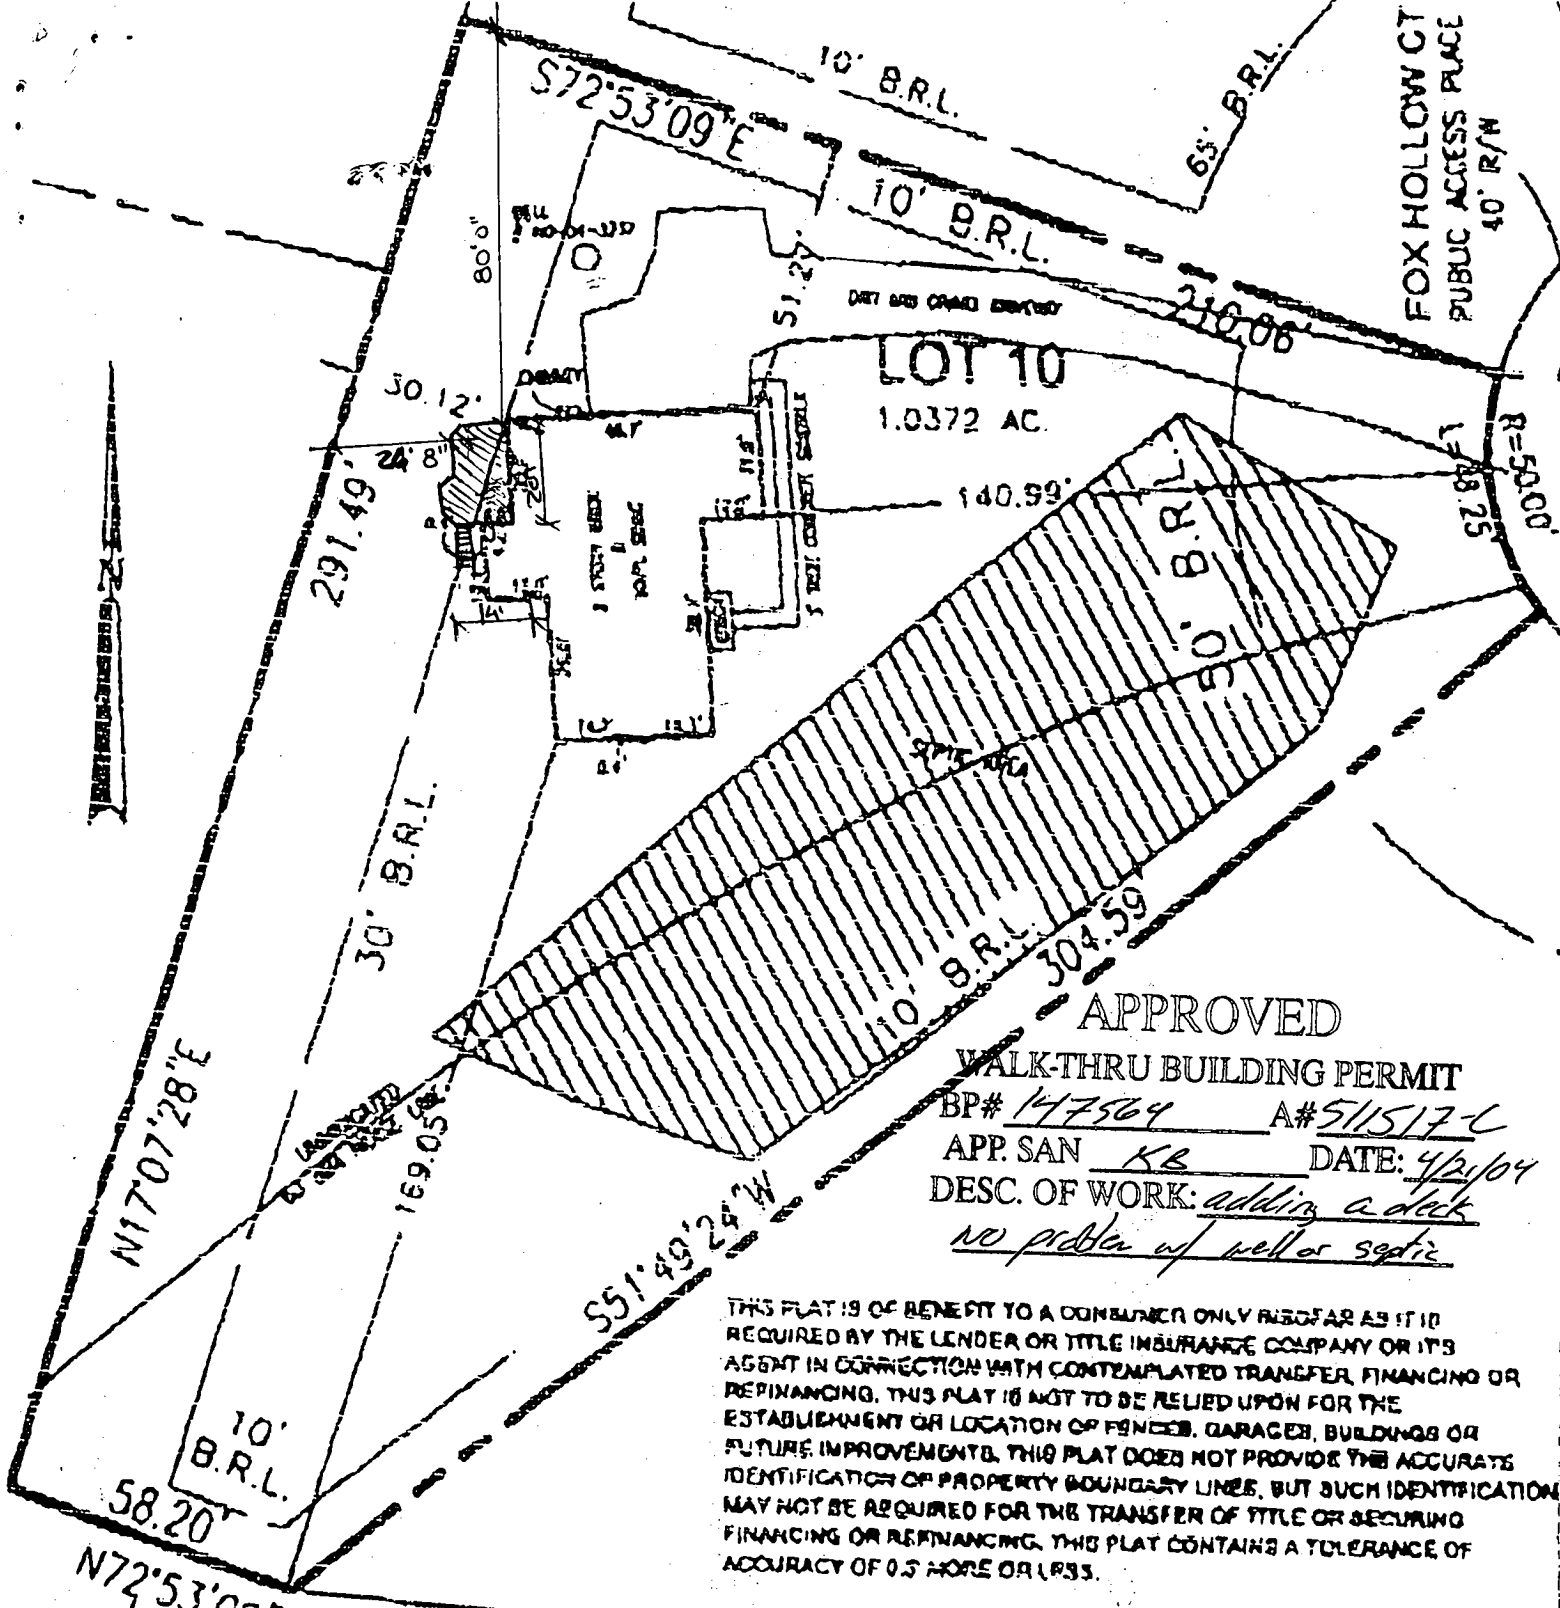 10' B.R.L.
65' B.R.L.
FOX HOLLOW CT
PUBLIC ACCESS PLACE
40' R/W
S72°53'09"E
10' B.R.L.
80'0"
51.27'
210.06'
LOT 10
1.0372 AC.
30.12'
24' 8"
291.49'
140.99'
R=50.00'
L=38.25
50' B.R.L.
14'
SEPTIC AREA
30' B.R.L.
10' B.R.L.
304.59
169.05'
N17°07'28"E
S51°49'24"W
10'
B.R.L.
58.20'
APPROVED
WALK-THRU BUILDING PERMIT
BP# 147564 A# 511517-C
APP. SAN KB DATE: 4/21/04
DESC. OF WORK: adding a deck
No problem w/ well or septic
THIS PLAT IS OF BENEFIT TO A CONSUMER ONLY INSOFAR AS IT IS
REQUIRED BY THE LENDER OR TITLE INSURANCE COMPANY OR IT'S
AGENT IN CONNECTION WITH CONTEMPLATED TRANSFER, FINANCING OR
REFINANCING. THIS PLAT IS NOT TO BE RELIED UPON FOR THE
ESTABLISHMENT OR LOCATION OF FENCES, GARAGES, BUILDINGS OR
FUTURE IMPROVEMENTS. THIS PLAT DOES NOT PROVIDE THE ACCURATE
IDENTIFICATION OF PROPERTY BOUNDARY LINES, BUT SUCH IDENTIFICATION
MAY NOT BE REQUIRED FOR THE TRANSFER OF TITLE OR SECURING
FINANCING OR REFINANCING. THIS PLAT CONTAINS A TOLERANCE OF
ACCURACY OF 0.5 MORE OR LESS.